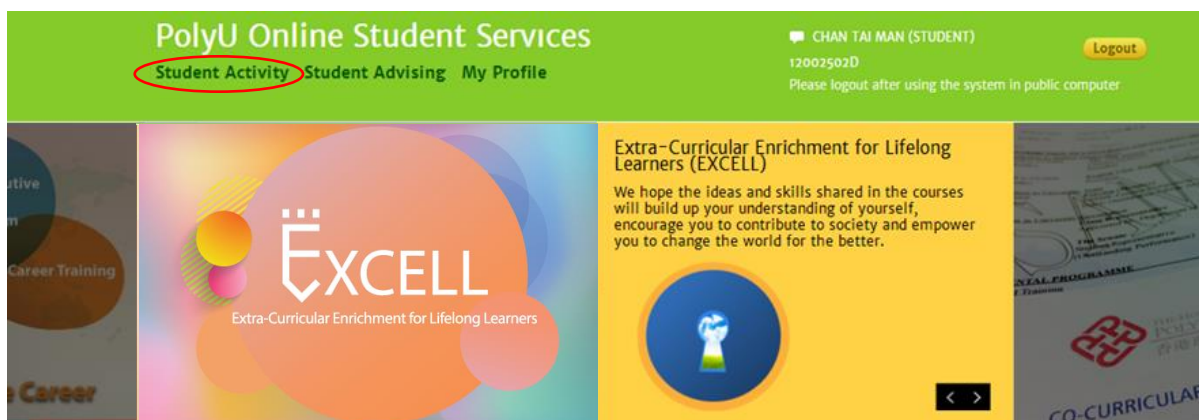 PolyU Online Student Services
Student Activity Student Advising My Profile
CHAN TAI MAN (STUDENT)
12002502D
Please logout after using the system in public computer
Logout
utive
m
Career Training
e Career
EXCELL
Extra-Curricular Enrichment for Lifelong Learners
Extra-Curricular Enrichment for Lifelong
Learners (EXCELL)
We hope the ideas and skills shared in the courses
will build up your understanding of yourself,
encourage you to contribute to society and empower
you to change the world for the better.
< >
ENTAL PROGRAMME
Training
CO-CURRICULAR